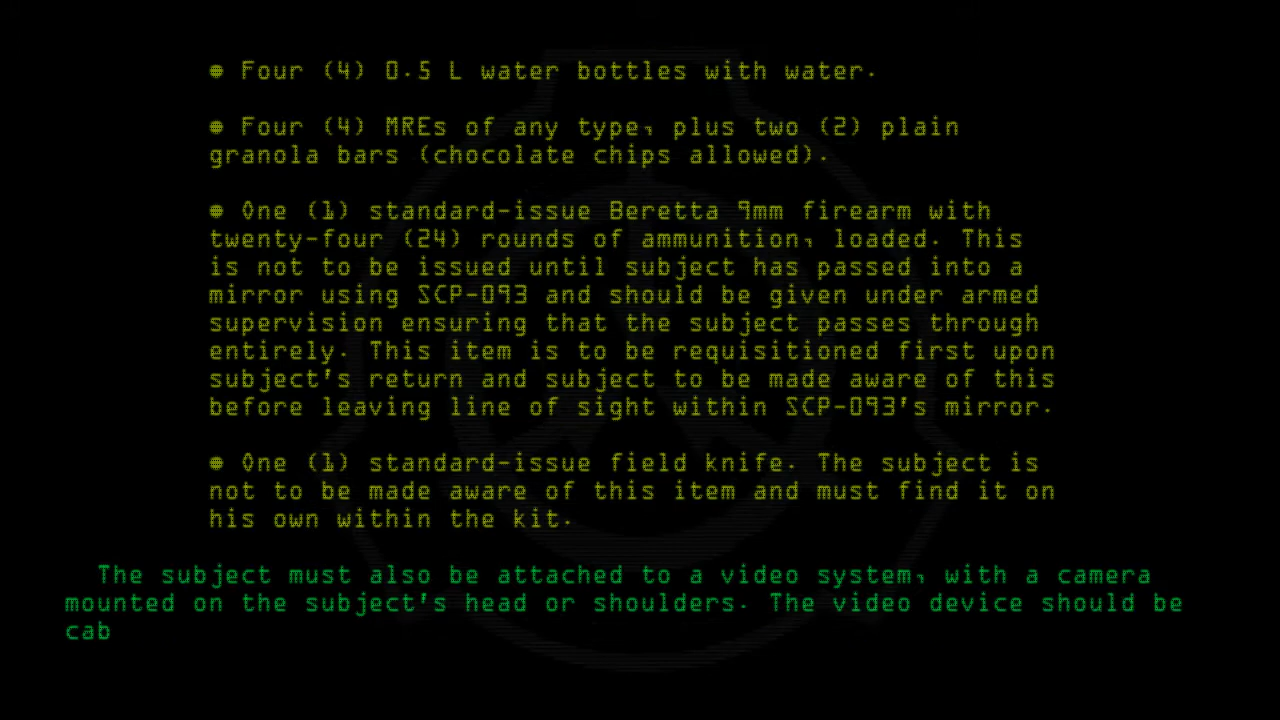 ● Four (4) 0.5 L water bottles with water.
● Four (4) MREs of any type, plus two (2) plain
granola bars (chocolate chips allowed).
● One (1) standard-issue Beretta 9mm firearm with
twenty-four (24) rounds of ammunition, loaded. This
is not to be issued until subject has passed into a
mirror using SCP-093 and should be given under armed
supervision ensuring that the subject passes through
entirely. This item is to be requisitioned first upon
subject's return and subject to be made aware of this
before leaving line of sight within SCP-093's mirror.
● One (1) standard-issue field knife. The subject is
not to be made aware of this item and must find it on
his own within the kit.
The subject must also be attached to a video system, with a camera
mounted on the subject's head or shoulders. The video device should be
cab